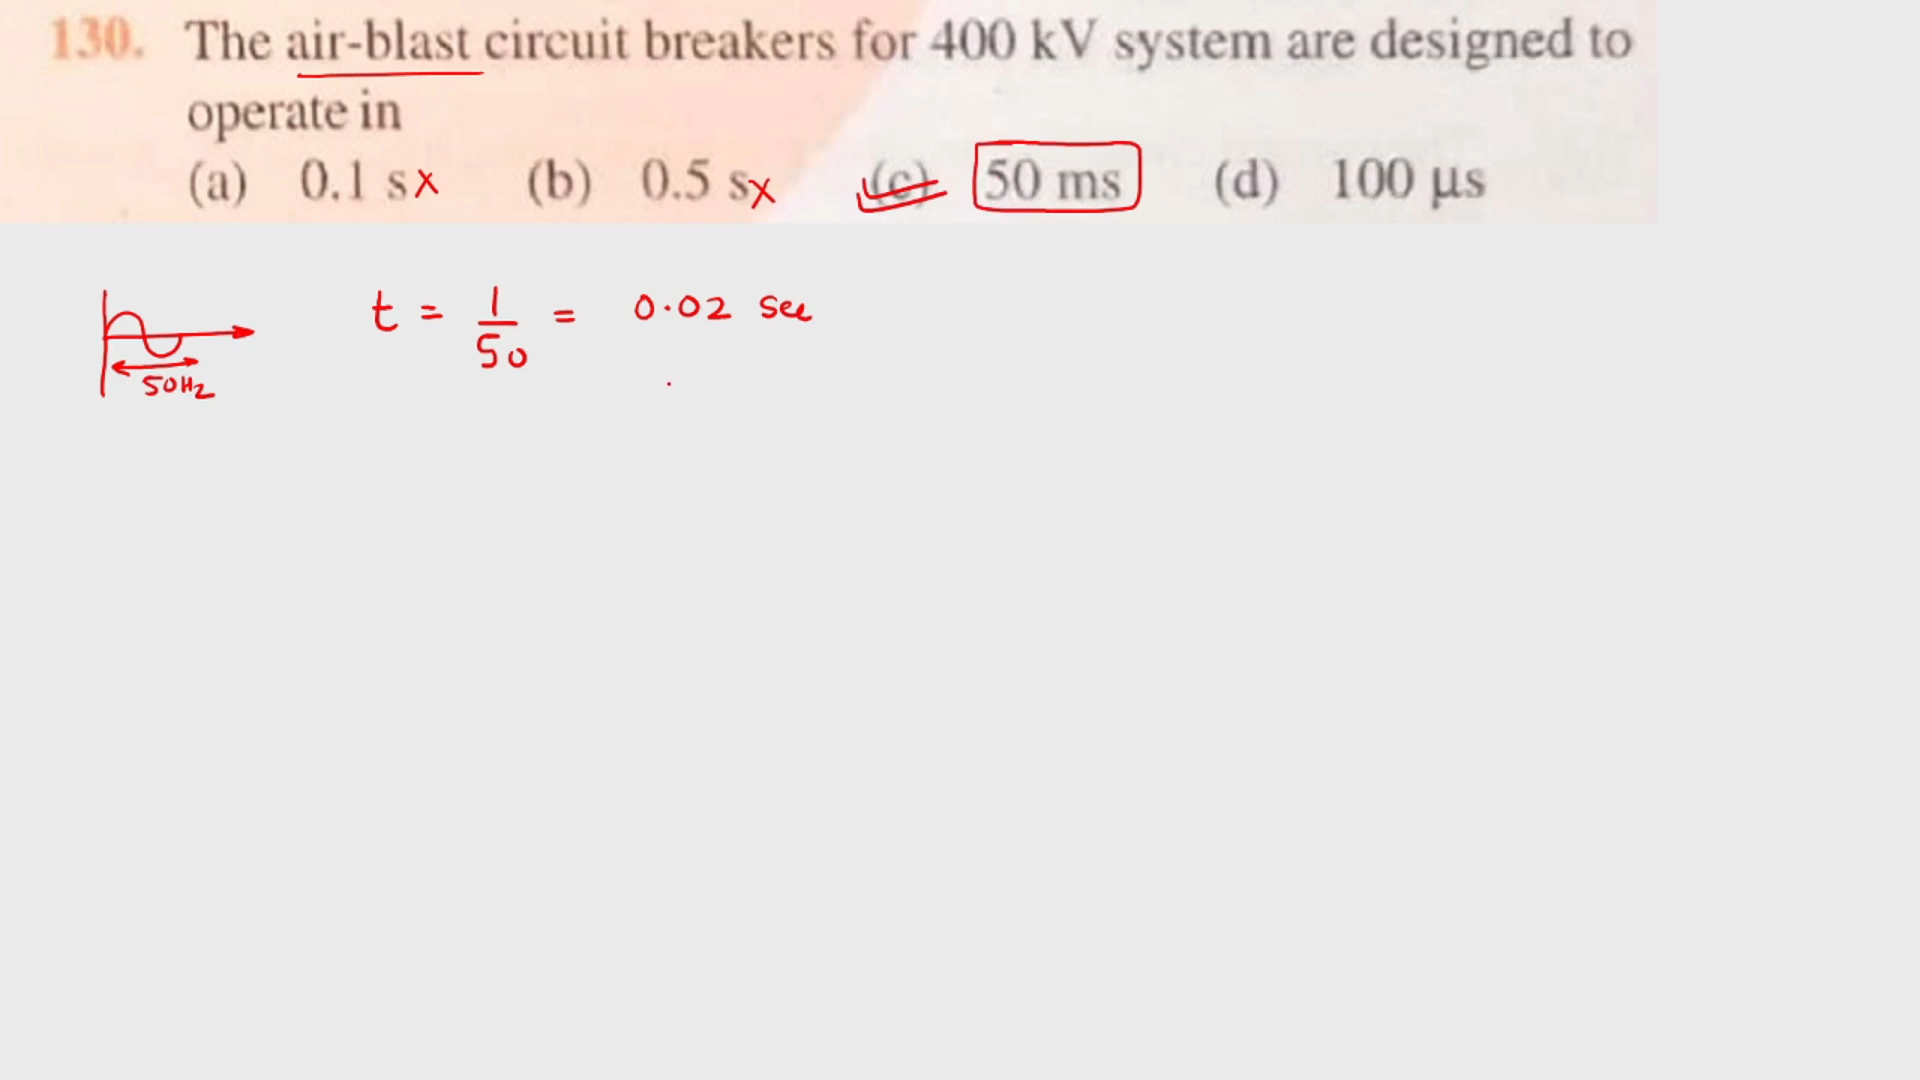 130. The air-blast circuit breakers for 400 kV system are designed to
operate in
(a) 0.1 s x (b) 0.5 s x (c) 50 ms (d) 100 µs
t = 1/50 = 0.02 sec
50Hz